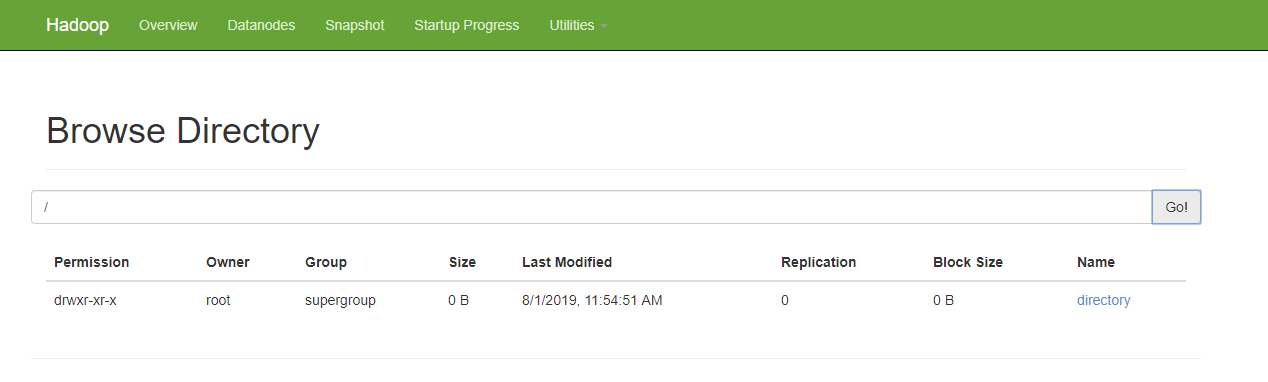 Hadoop Overview Datanodes Snapshot Startup Progress Utilities
Browse Directory
/ Go!
Permission Owner Group Size Last Modified Replication Block Size Name
drwxr-xr-x root supergroup 0 B 8/1/2019, 11:54:51 AM 0 0 B directory